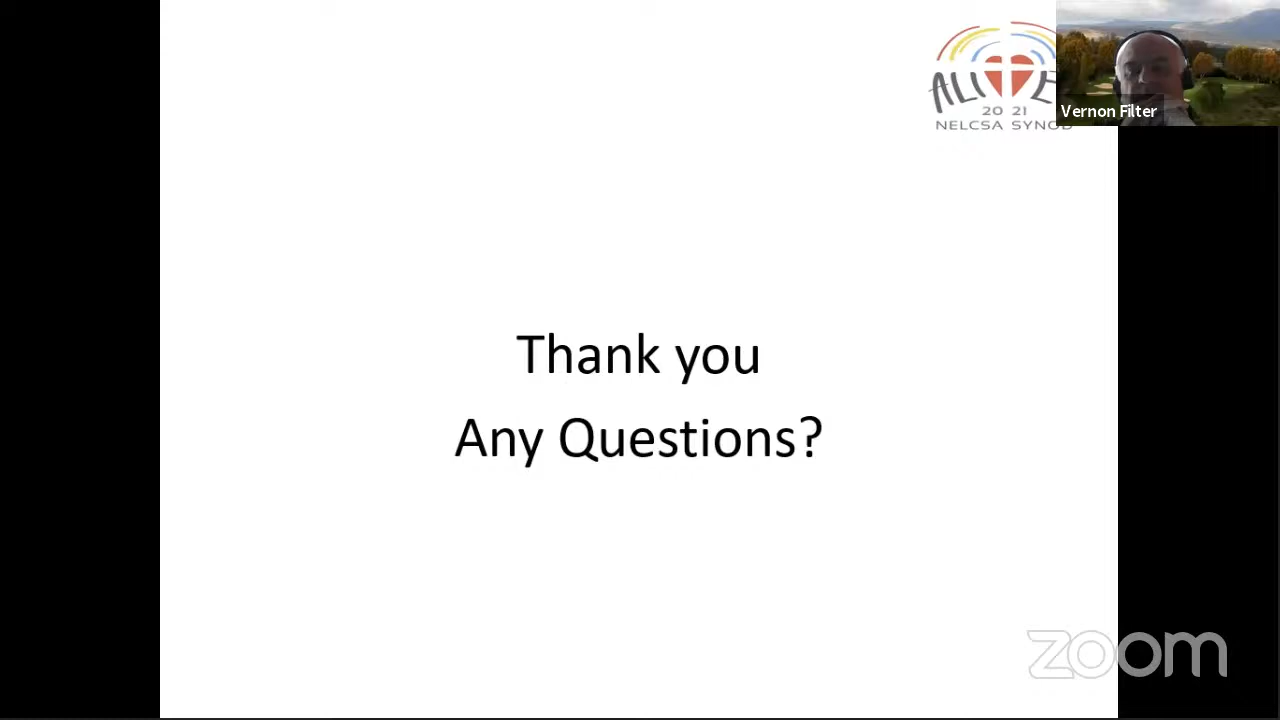 ALIVE
20 21
NELCSA SYNOD
Vernon Filter
Thank you
Any Questions?
zoom